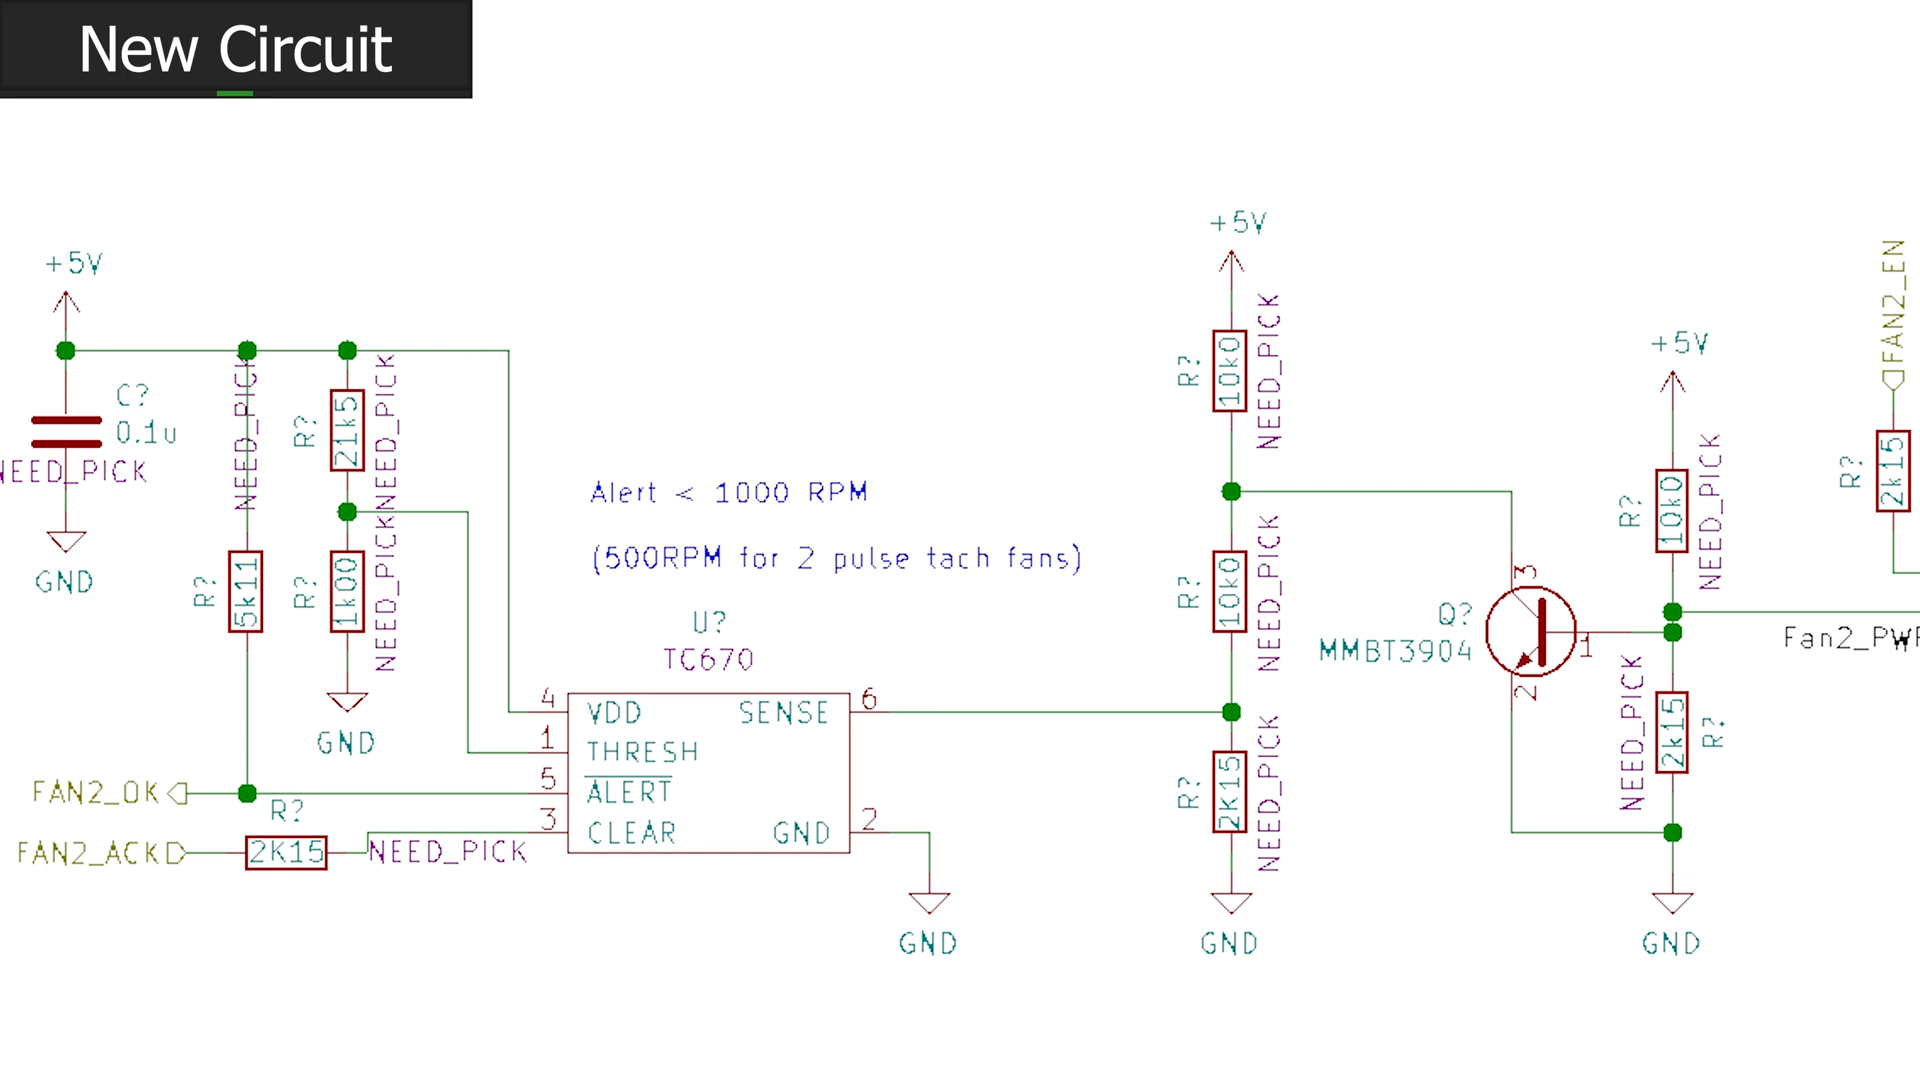 New Circuit
+5V
C?
0.1u
NEED_PICK
GND
NEED_PICK
R?
5k11
R?
21k5
NEED_PICK
R?
1k00
NEED_PICK
GND
Alert < 1000 RPM
(500RPM for 2 pulse tach fans)
U?
TC670
4
VDD
1
THRESH
5
ALERT
3
CLEAR
SENSE
6
GND
2
GND
FAN2_OK
FAN2_ACK
R?
2K15
NEED_PICK
+5V
R?
10k0
NEED_PICK
R?
10k0
NEED_PICK
R?
2K15
NEED_PICK
GND
Q?
MMBT3904
3
1
2
+5V
R?
10k0
NEED_PICK
Fan2_PW
NEED_PICK
2k15
R?
GND
FAN2_EN
R?
2k15